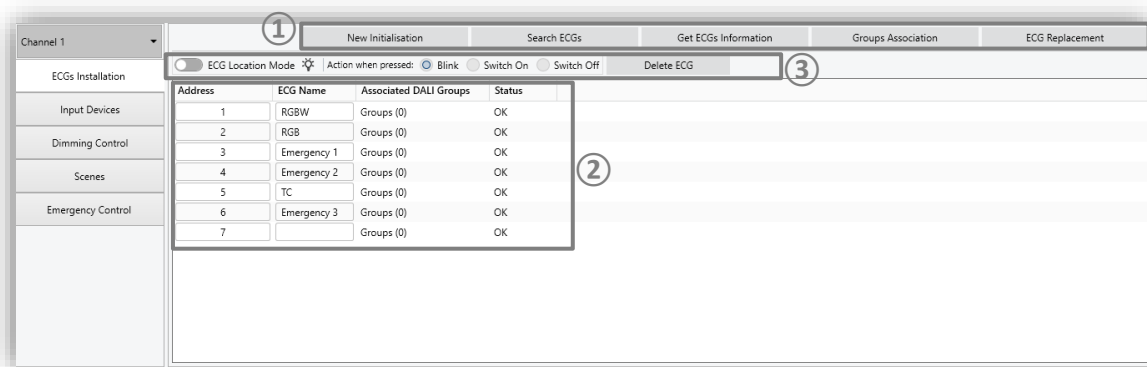 ①
Channel 1 New Initialisation Search ECGs Get ECGs Information Groups Association ECG Replacement
ECG Location Mode Action when pressed: Blink Switch On Switch Off Delete ECG ③
ECGs Installation
Input Devices
Dimming Control
Scenes
Emergency Control
Address ECG Name Associated DALI Groups Status
1 RGBW Groups (0) OK
2 RGB Groups (0) OK
3 Emergency 1 Groups (0) OK
4 Emergency 2 Groups (0) OK
5 TC Groups (0) OK
6 Emergency 3 Groups (0) OK
7 Groups (0) OK
②